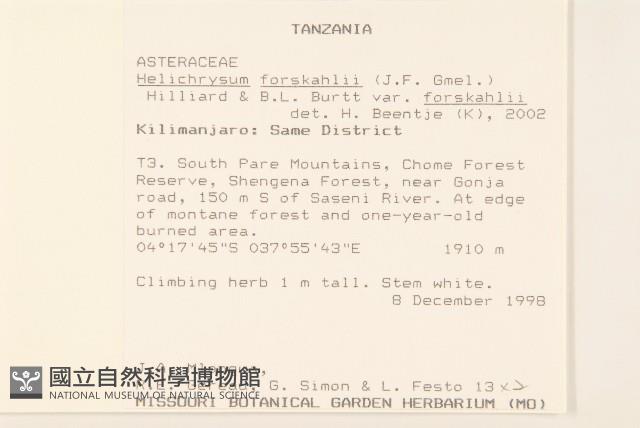 TANZANIA
ASTERACEAE
Helichrysum forskahlii (J.F. Gmel.)
Hilliard & B.L. Burtt var. forskahlii
det. H. Beentje (K), 2002
Kilimanjaro: Same District
T3. South Pare Mountains, Chome Forest
Reserve, Shengena Forest, near Gonja
road, 150 m S of Saseni River. At edge
of montane forest and one-year-old
burned area.
04°17'45"S 037°55'43"E 1910 m
Climbing herb 1 m tall. Stem white.
8 December 1998
G. Simon & L. Festo
MISSOURI BOTANICAL GARDEN HERBARIUM (MO)
國立自然科學博物館
NATIONAL MUSEUM OF NATURAL SCIENCE